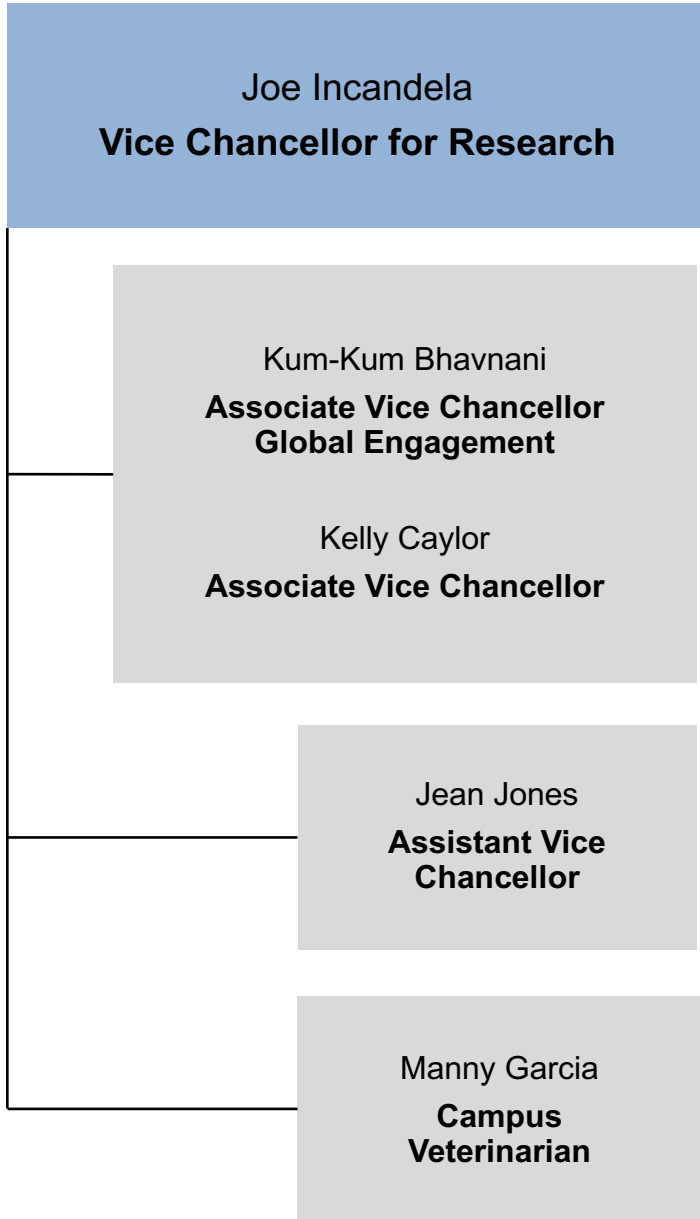 Joe Incandela
Vice Chancellor for Research
Kum-Kum Bhavnani
Associate Vice Chancellor
Global Engagement
Kelly Caylor
Associate Vice Chancellor
Jean Jones
Assistant Vice
Chancellor
Manny Garcia
Campus
Veterinarian